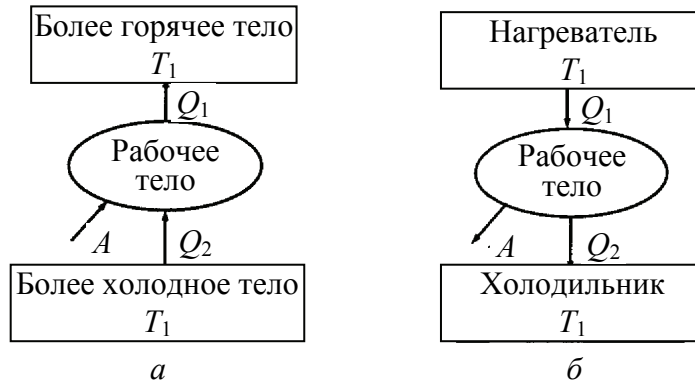 Более горячее тело
T1
Q1
Рабочее
тело
A
Q2
Более холодное тело
T1
а
Нагреватель
T1
Q1
Рабочее
тело
A
Q2
Холодильник
T1
б